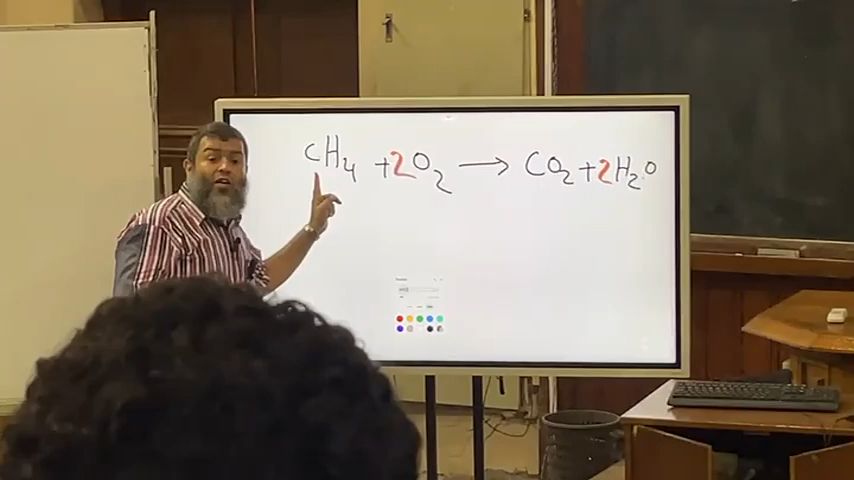 CH4 + 2O2 → CO2 + 2H2O